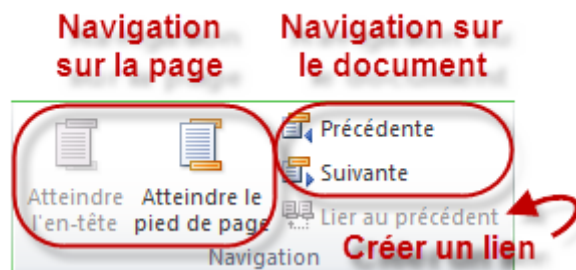 Navigation
sur la page
Navigation sur
le document
Atteindre
l'en-tête
Atteindre le
pied de page
Précédente
Suivante
Lier au précédent
Navigation
Créer un lien